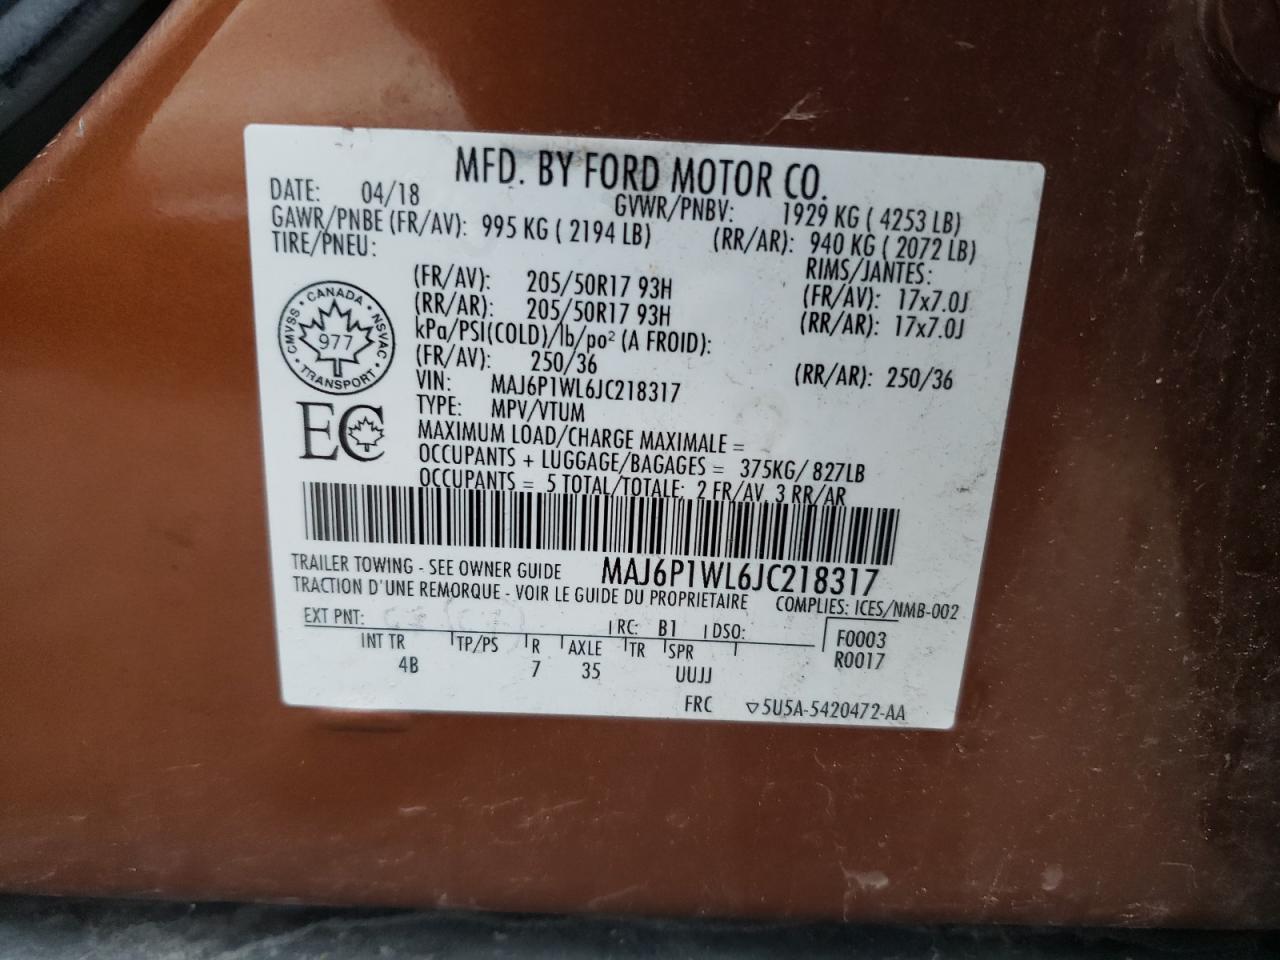 MFD. BY FORD MOTOR CO.
DATE: 04/18 GVWR/PNBV: 1929 KG ( 4253 LB)
GAWR/PNBE (FR/AV): 995 KG ( 2194 LB) (RR/AR): 940 KG ( 2072 LB)
TIRE/PNEU: RIMS/JANTES:
(FR/AV): 205/50R17 93H (FR/AV): 17x7.0J
(RR/AR): 205/50R17 93H (RR/AR): 17x7.0J
kPa/PSI(COLD)/lb/po² (A FROID):
(FR/AV): 250/36 (RR/AR): 250/36
VIN: MAJ6P1WL6JC218317
TYPE: MPV/VTUM
MAXIMUM LOAD/CHARGE MAXIMALE =
OCCUPANTS + LUGGAGE/BAGAGES = 375KG/ 827LB
OCCUPANTS = 5 TOTAL/TOTALE: 2 FR/AV, 3 RR/AR
CMVSS • CANADA • NSVAC • TRANSPORT •
977
EC
MAJ6P1WL6JC218317
TRAILER TOWING - SEE OWNER GUIDE
TRACTION D'UNE REMORQUE - VOIR LE GUIDE DU PROPRIETAIRE
COMPLIES: ICES/NMB-002
EXT PNT: RC: B1 DSO: F0003
INT TR TP/PS R AXLE TR SPR R0017
4B 7 35 UUJJ
FRC ▽5U5A-5420472-AA